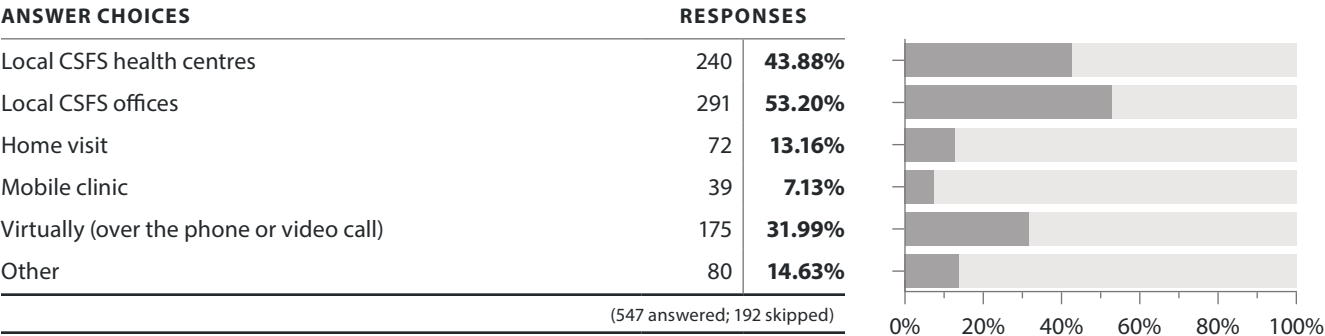 ANSWER CHOICES RESPONSES
Local CSFS health centres 240 43.88%
Local CSFS offices 291 53.20%
Home visit 72 13.16%
Mobile clinic 39 7.13%
Virtually (over the phone or video call) 175 31.99%
Other 80 14.63%
(547 answered; 192 skipped)
0% 20% 40% 60% 80% 100%